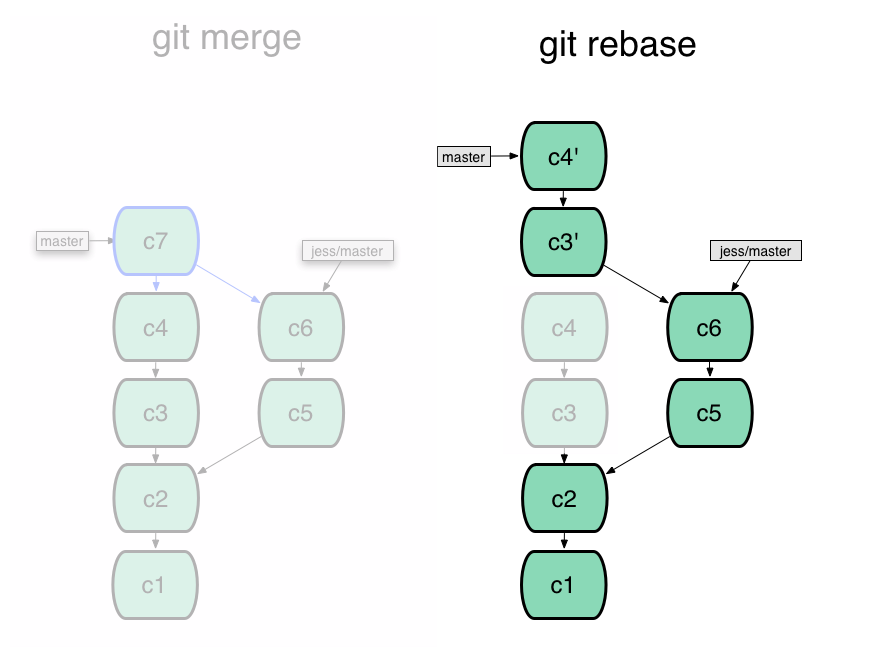 git merge
master
c7
jess/master
c4
c6
c3
c5
c2
c1
git rebase
master
c4'
c3'
jess/master
c4
c6
c3
c5
c2
c1